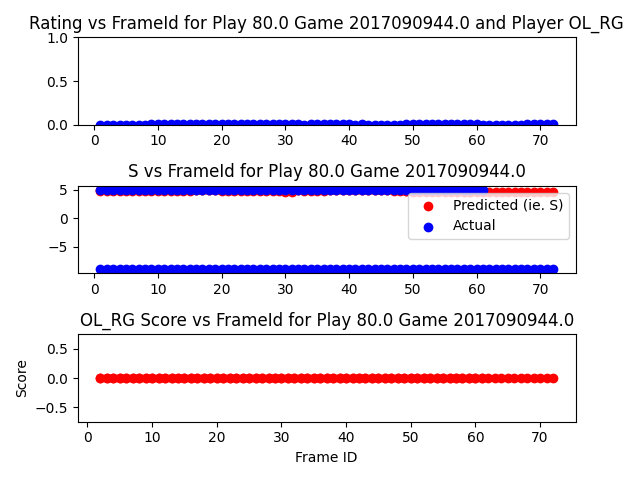 Rating vs FrameId for Play 80.0 Game 2017090944.0 and Player OL_RG
1.0
0.5
0.0
0 10 20 30 40 50 60 70
S vs FrameId for Play 80.0 Game 2017090944.0
5
0
−5
Predicted (ie. S)
Actual
0 10 20 30 40 50 60 70
OL_RG Score vs FrameId for Play 80.0 Game 2017090944.0
Score
0.5
0.0
−0.5
0 10 20 30 40 50 60 70
Frame ID